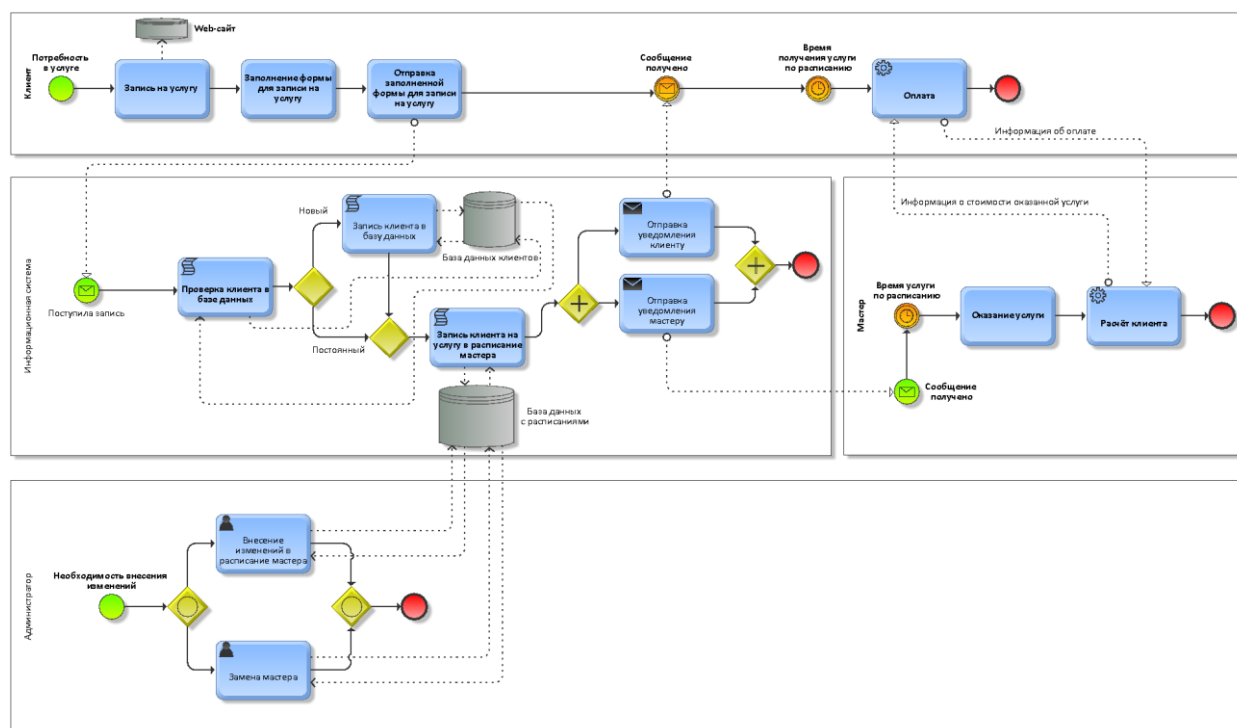 Клиент
Web-сайт
Потребность
в услуге
Запись на услугу
Заполнение формы
для записи на
услугу
Отправка
заполненной
формы для записи
на услугу
Сообщение
получено
Время
получения услуги
по расписанию
Оплата
Информация об оплате
Информационная система
Поступила запись
Проверка клиента в
базе данных
Новый
Постоянный
Запись клиента в
базу данных
База данных клиентов
Запись клиента на
услугу в расписание
мастера
База данных
с расписаниями
Отправка
уведомления
клиенту
Отправка
уведомления
мастеру
Мастер
Информация о стоимости оказанной услуги
Время услуги
по расписанию
Оказание услуги
Расчёт клиента
Сообщение
получено
Администратор
Необходимость внесения
изменений
Внесение
изменений в
расписание мастера
Замена мастера